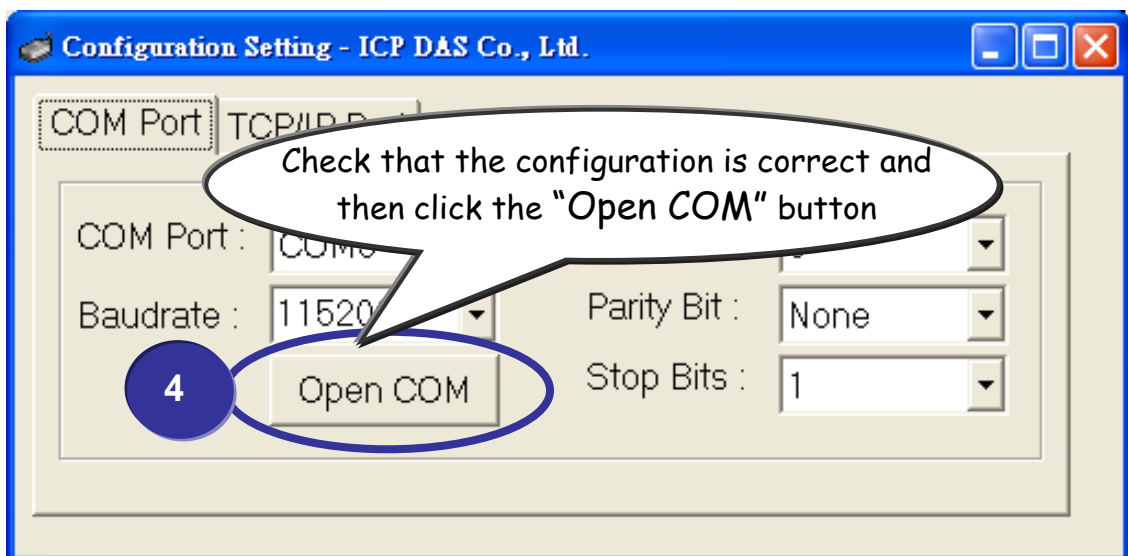 Configuration Setting - ICP DAS Co., Ltd.
COM Port
Check that the configuration is correct and
then click the “Open COM” button
COM Port :
Baudrate :
Parity Bit :
None
4
Open COM
Stop Bits :
1